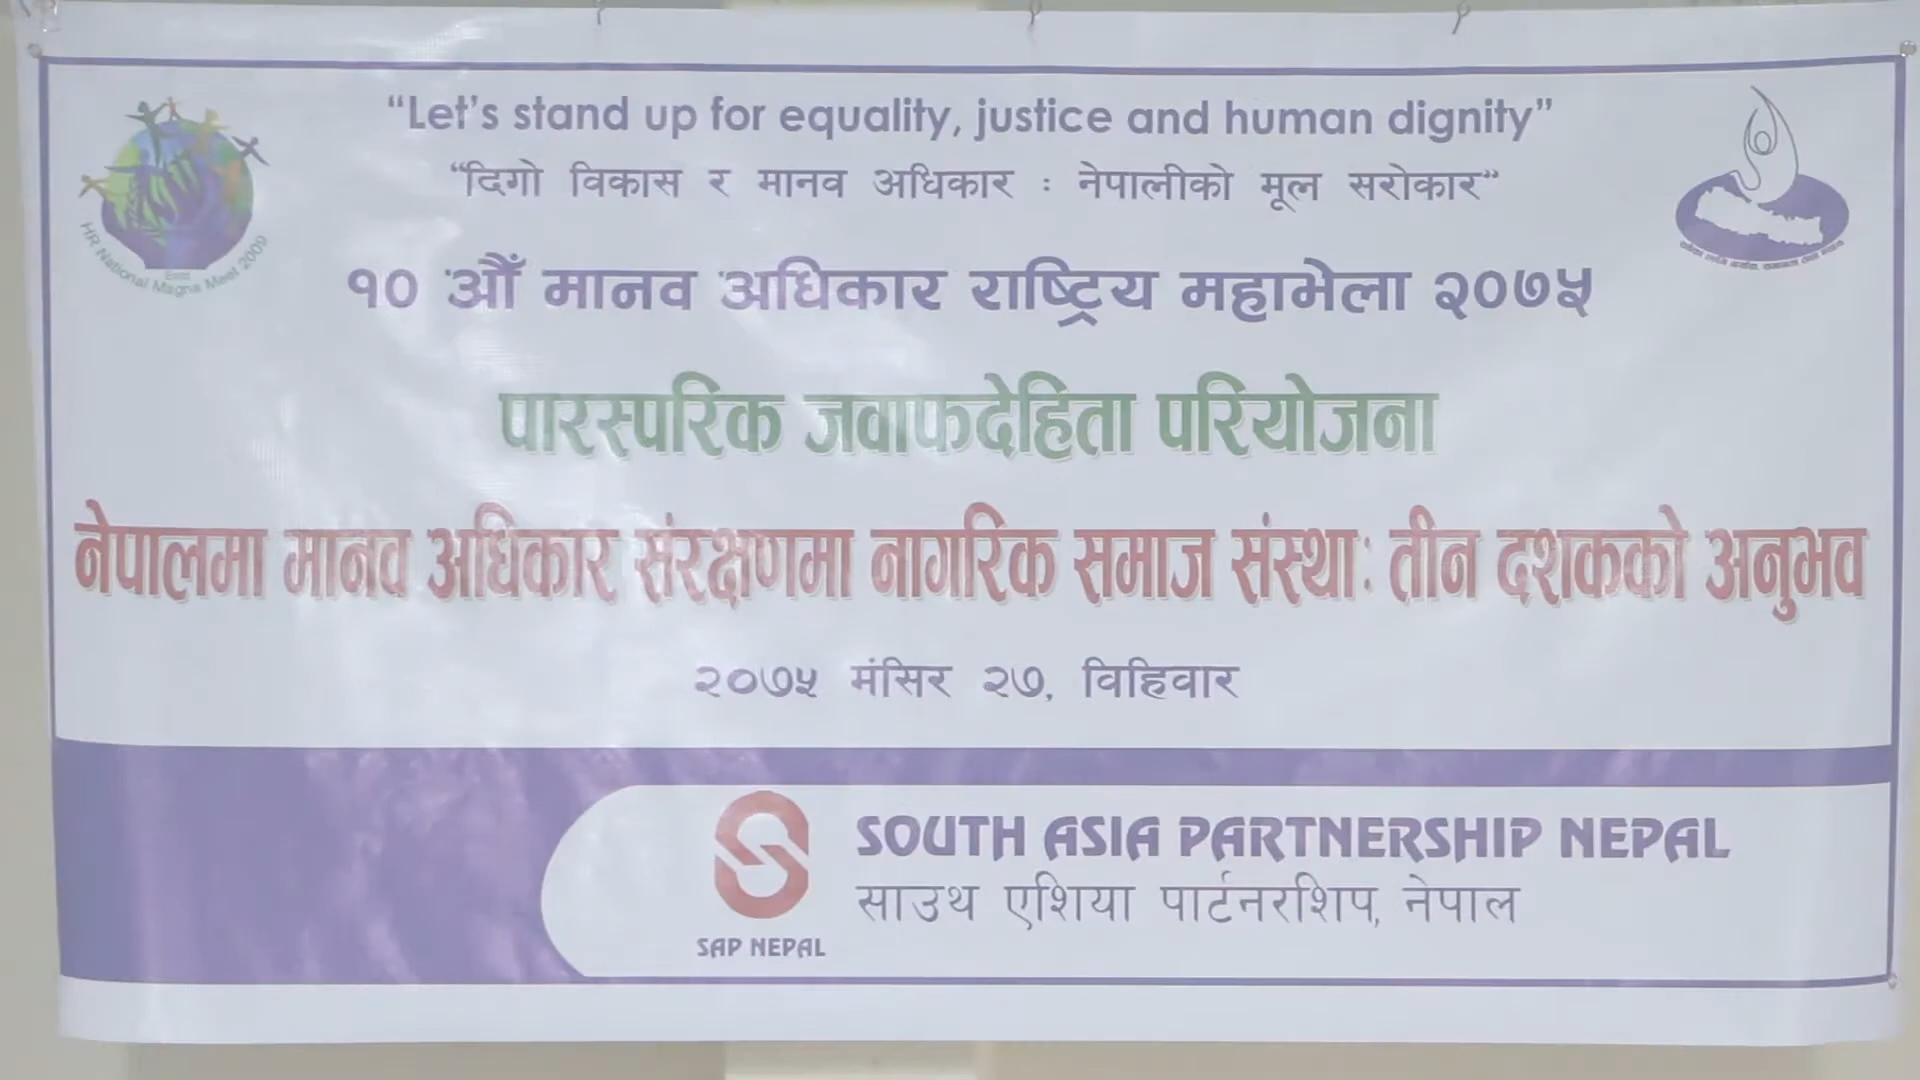 “Let's stand up for equality, justice and human dignity”
“दिगो विकास र मानव अधिकार : नेपालीको मूल सरोकार”
१० औँ मानव अधिकार राष्ट्रिय महाभेला २०७५
पारस्परिक जवाफदेहिता परियोजना
नेपालमा मानव अधिकार संरक्षणमा नागरिक समाज संस्था: तीन दशकको अनुभव
२०७५ मंसिर २७, विहिवार
SOUTH ASIA PARTNERSHIP NEPAL
साउथ एशिया पार्टनरशिप, नेपाल
SAP NEPAL
HR National Magna Meet 2009